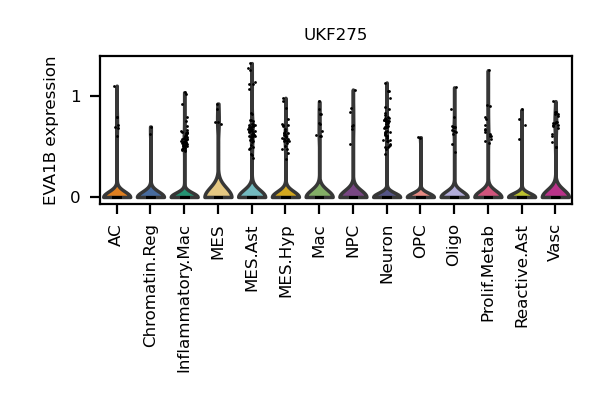 UKF275
EVA1B expression
1
0
AC
Chromatin.Reg
Inflammatory.Mac
MES
MES.Ast
MES.Hyp
Mac
NPC
Neuron
OPC
Oligo
Prolif.Metab
Reactive.Ast
Vasc